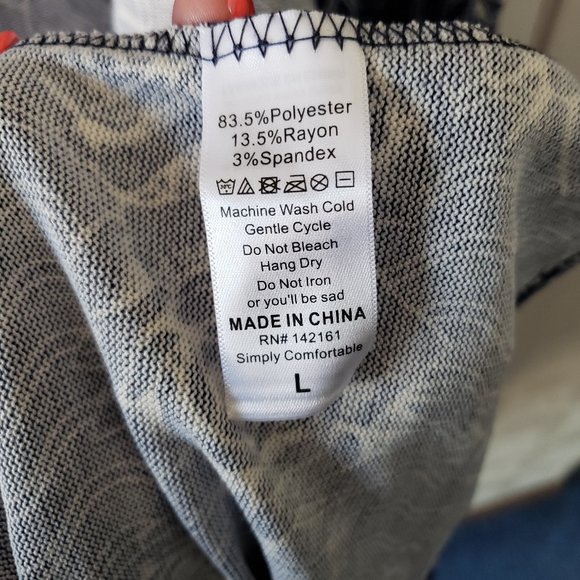 83.5%Polyester
13.5%Rayon
3%Spandex
Machine Wash Cold
Gentle Cycle
Do Not Bleach
Hang Dry
Do Not Iron
or you'll be sad
MADE IN CHINA
RN# 142161
Simply Comfortable
L